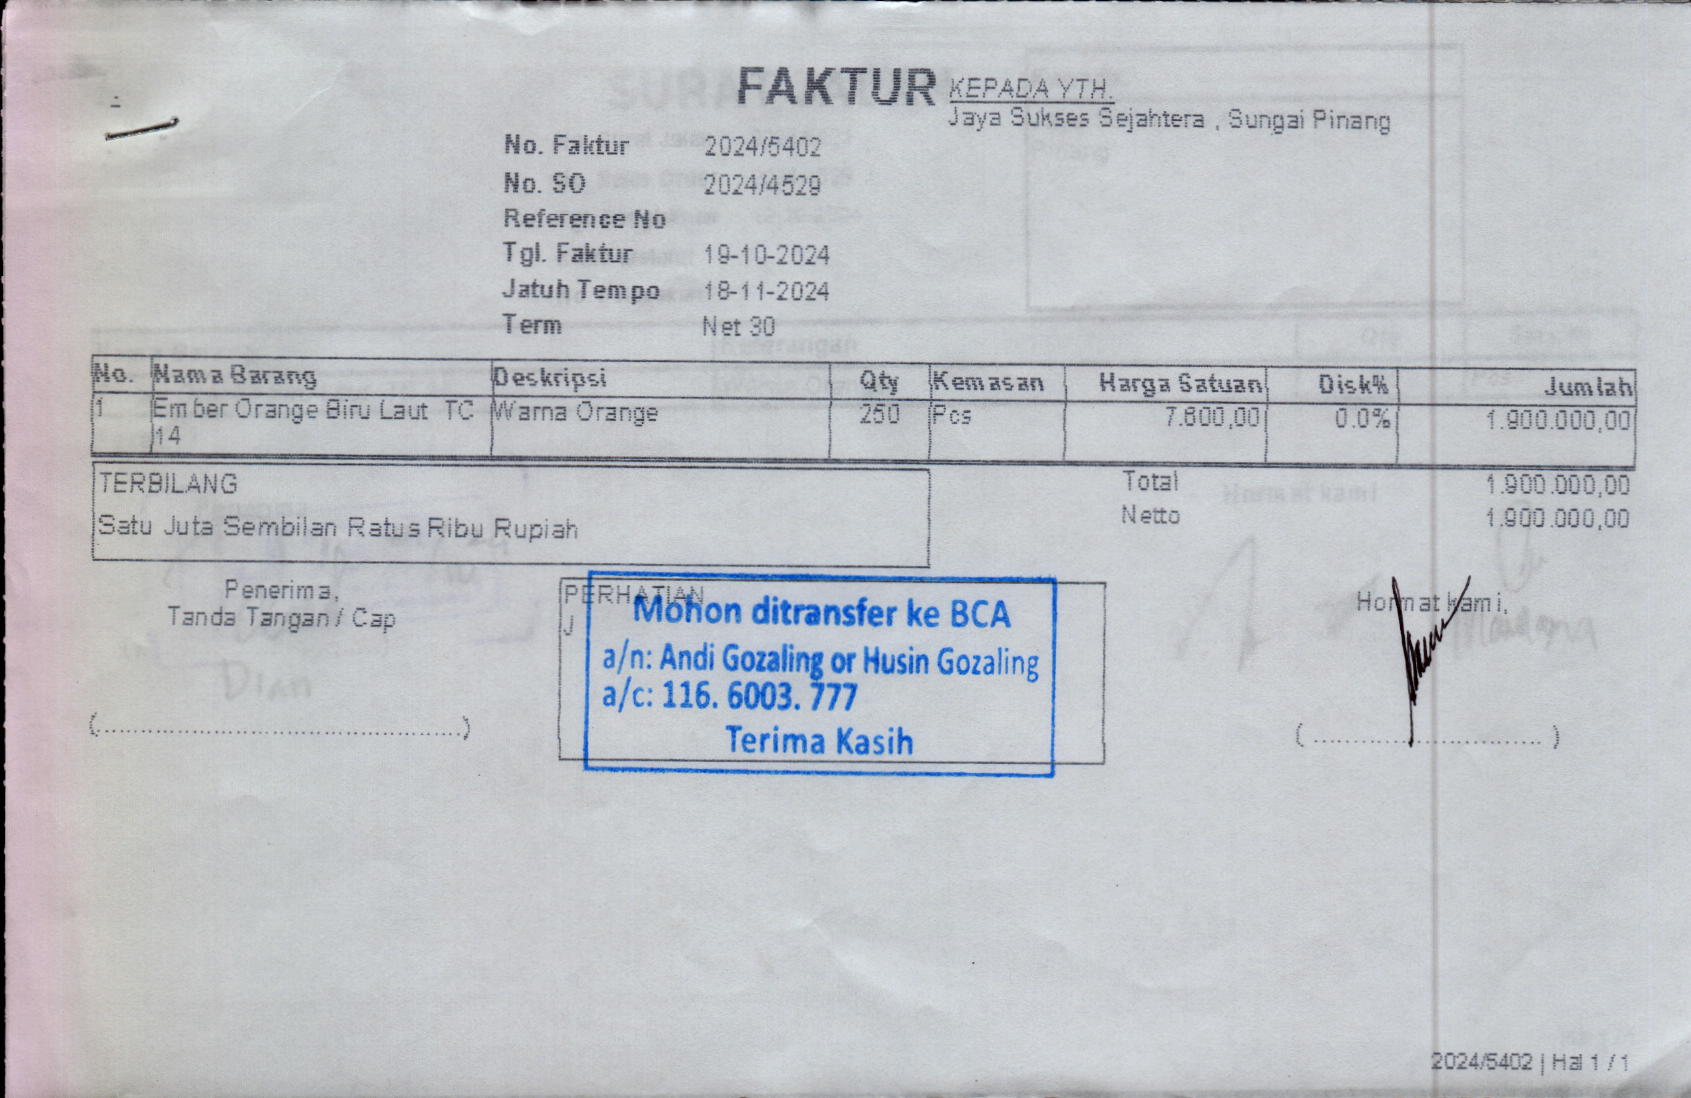 FAKTUR
KEPADA YTH.
Jaya Sukses Sejahtera , Sungai Pinang
No. Faktur 2024/5402
No. SO 2024/4529
Reference No
Tgl. Faktur 19-10-2024
Jatuh Tempo 18-11-2024
Term Net 30
No. Nama Barang Deskripsi Qty Kemasan Harga Satuan Disk% Jumlah
1 Ember Orange Biru Laut TC Warna Orange 250 Pcs 7.600,00 0.0% 1.900.000,00
14
TERBILANG Total 1.900.000,00
Satu Juta Sembilan Ratus Ribu Rupiah Netto 1.900.000,00
Penerima,
Tanda Tangan / Cap
Dian
(........................................)
PERHATIAN
J
Mohon ditransfer ke BCA
a/n: Andi Gozaling or Husin Gozaling
a/c: 116. 6003. 777
Terima Kasih
Hormat kami,
(..............................)
2024/5402 | Hal 1 / 1